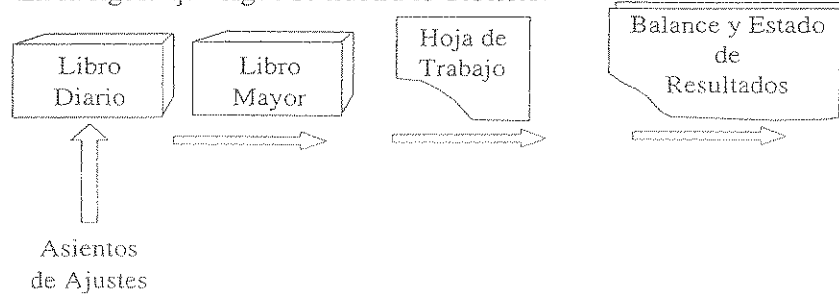 Libro
Diario
Libro
Mayor
Hoja de
Trabajo
Balance y Estado
de
Resultados
Asientos
de Ajustes